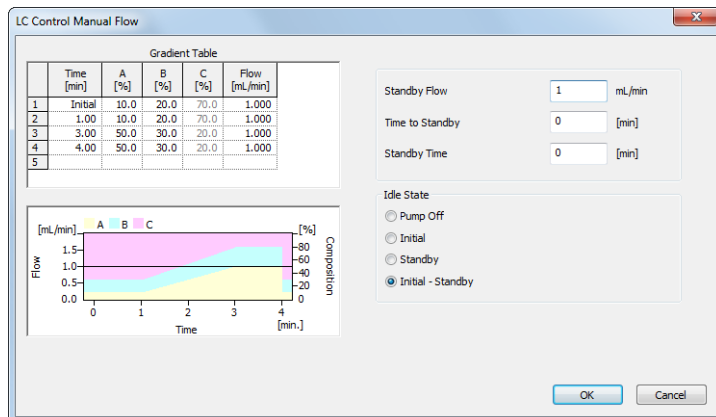 LC Control Manual Flow
Gradient Table
Time [min] A [%] B [%] C [%] Flow [mL/min]
1 Initial 10.0 20.0 70.0 1.000
2 1.00 10.0 20.0 70.0 1.000
3 3.00 50.0 30.0 20.0 1.000
4 4.00 50.0 30.0 20.0 1.000
5
Standby Flow 1 mL/min
Time to Standby 0 [min]
Standby Time 0 [min]
Idle State
Pump Off
Initial
Standby
Initial - Standby
[mL/min] A B C [%]
1.5 80
1.0 60
0.5 40
0.0 20
0
Flow
Composition
0 1 2 3 4
Time [min.]
OK Cancel